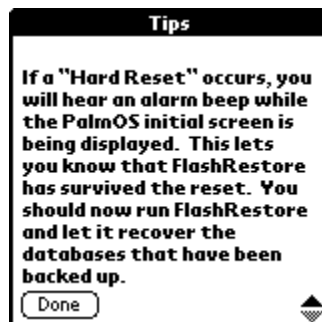 Tips
If a "Hard Reset" occurs, you
will hear an alarm beep while
the PalmOS initial screen is
being displayed.  This lets
you know that FlashRestore
has survived the reset.  You
should now run FlashRestore
and let it recover the
databases that have been
backed up.
Done